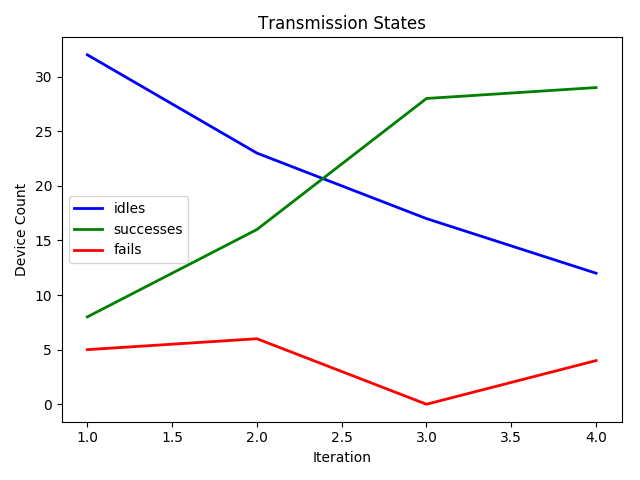 Transmission States
Device Count
30
25
20
15
10
5
0
idles
successes
fails
1.0 1.5 2.0 2.5 3.0 3.5 4.0
Iteration